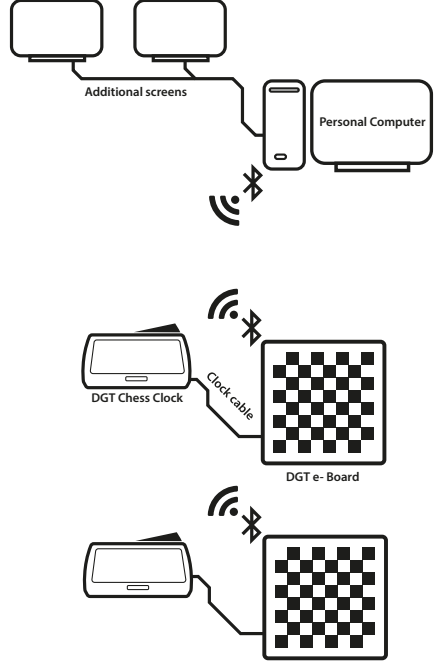 Additional screens
Personal Computer
DGT Chess Clock
Clock cable
DGT e- Board